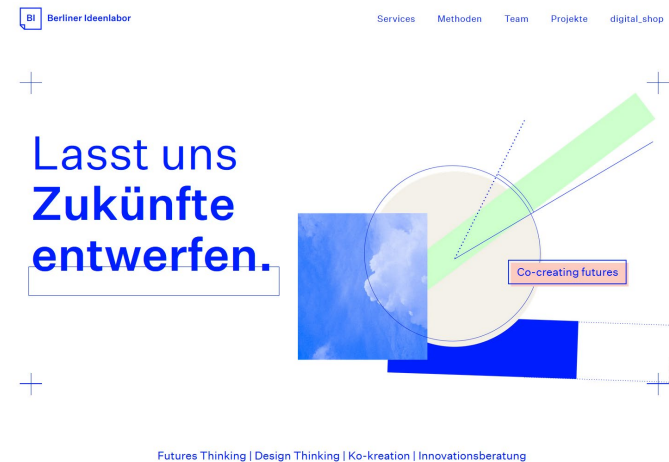 BI Berliner Ideenlabor
Services Methoden Team Projekte digital_shop
Lasst uns
Zukünfte
entwerfen.
Co-creating futures
Futures Thinking | Design Thinking | Ko-kreation | Innovationsberatung